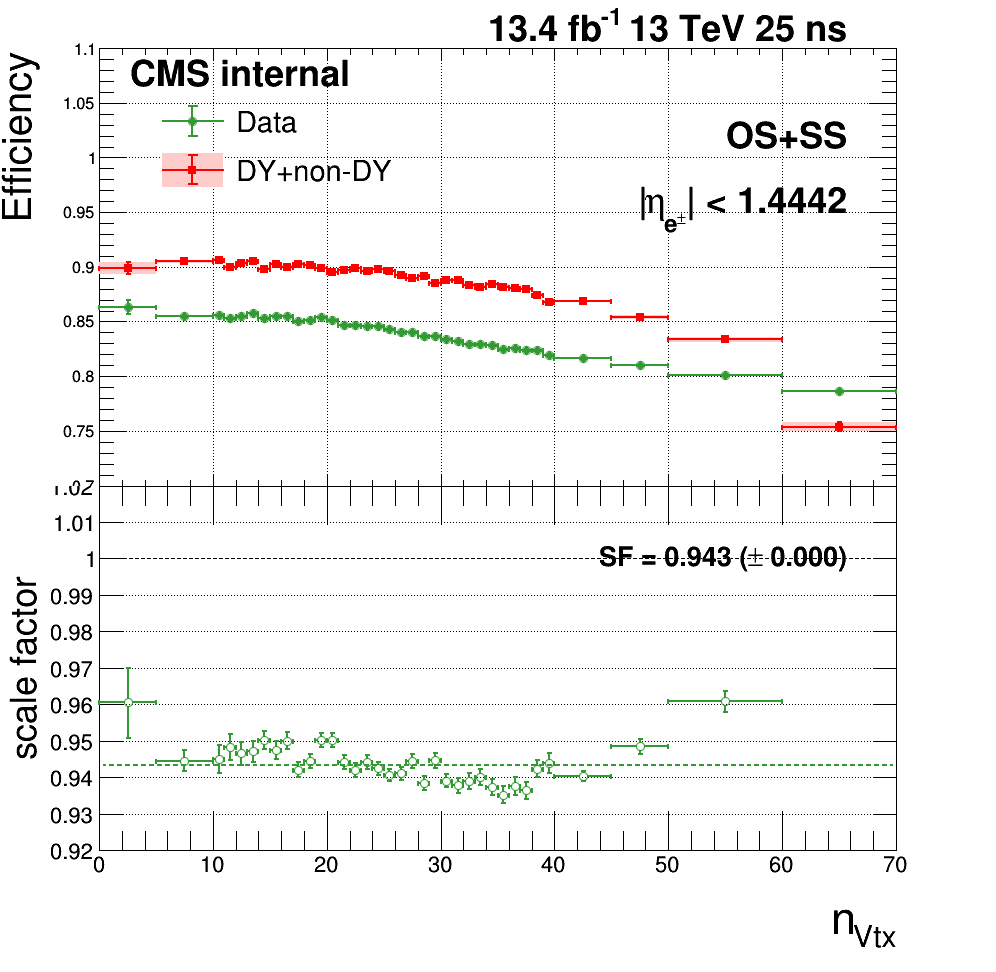 13.4 fb⁻¹ 13 TeV 25 ns
Efficiency
1.1
1.05
1
0.95
0.9
0.85
0.8
0.75
CMS internal
Data
DY+non-DY
OS+SS
|η_e±| < 1.4442
scale factor
1.02
1.01
1
0.99
0.98
0.97
0.96
0.95
0.94
0.93
0.92
SF = 0.943 (± 0.000)
0 10 20 30 40 50 60 70
n_Vtx